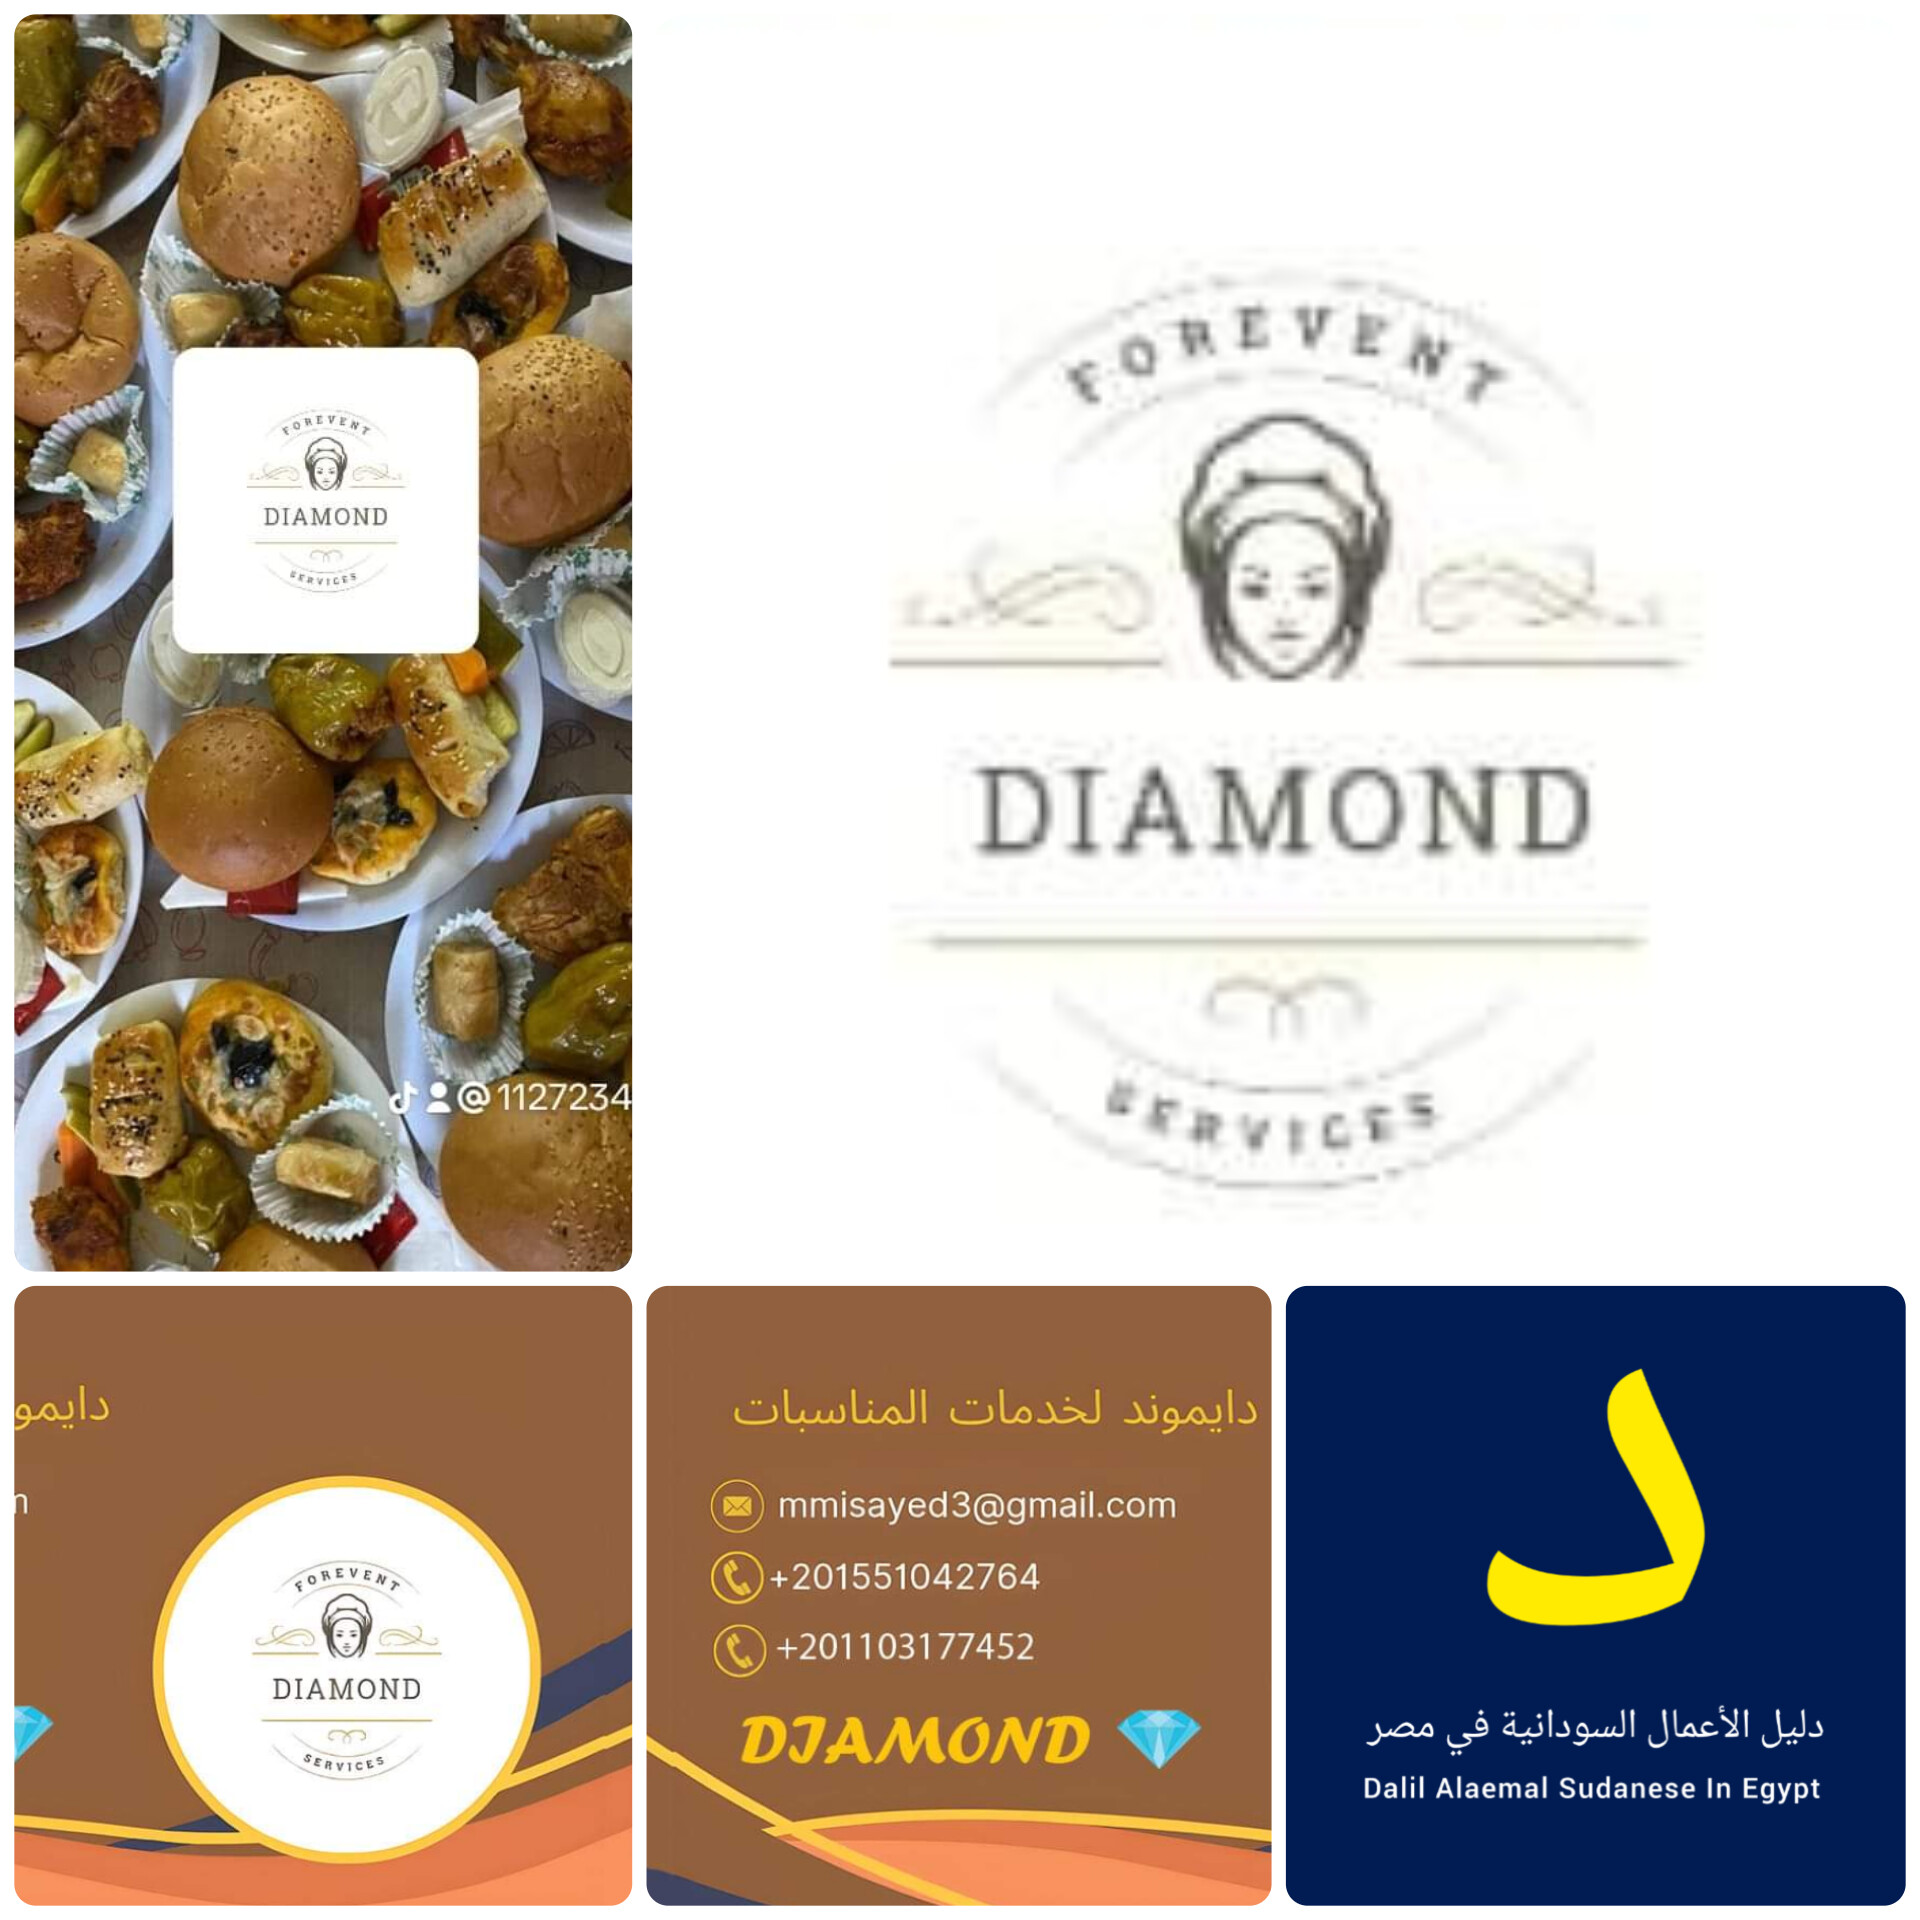 FOREVENT
DIAMOND
SERVICES
@1127234
FOREVENT
DIAMOND
SERVICES
دايمو
m
FOREVENT
DIAMOND
SERVICES
دايموند لخدمات المناسبات
mmisayed3@gmail.com
+201551042764
+201103177452
DIAMOND
د
دليل الأعمال السودانية في مصر
Dalil Alaemal Sudanese In Egypt